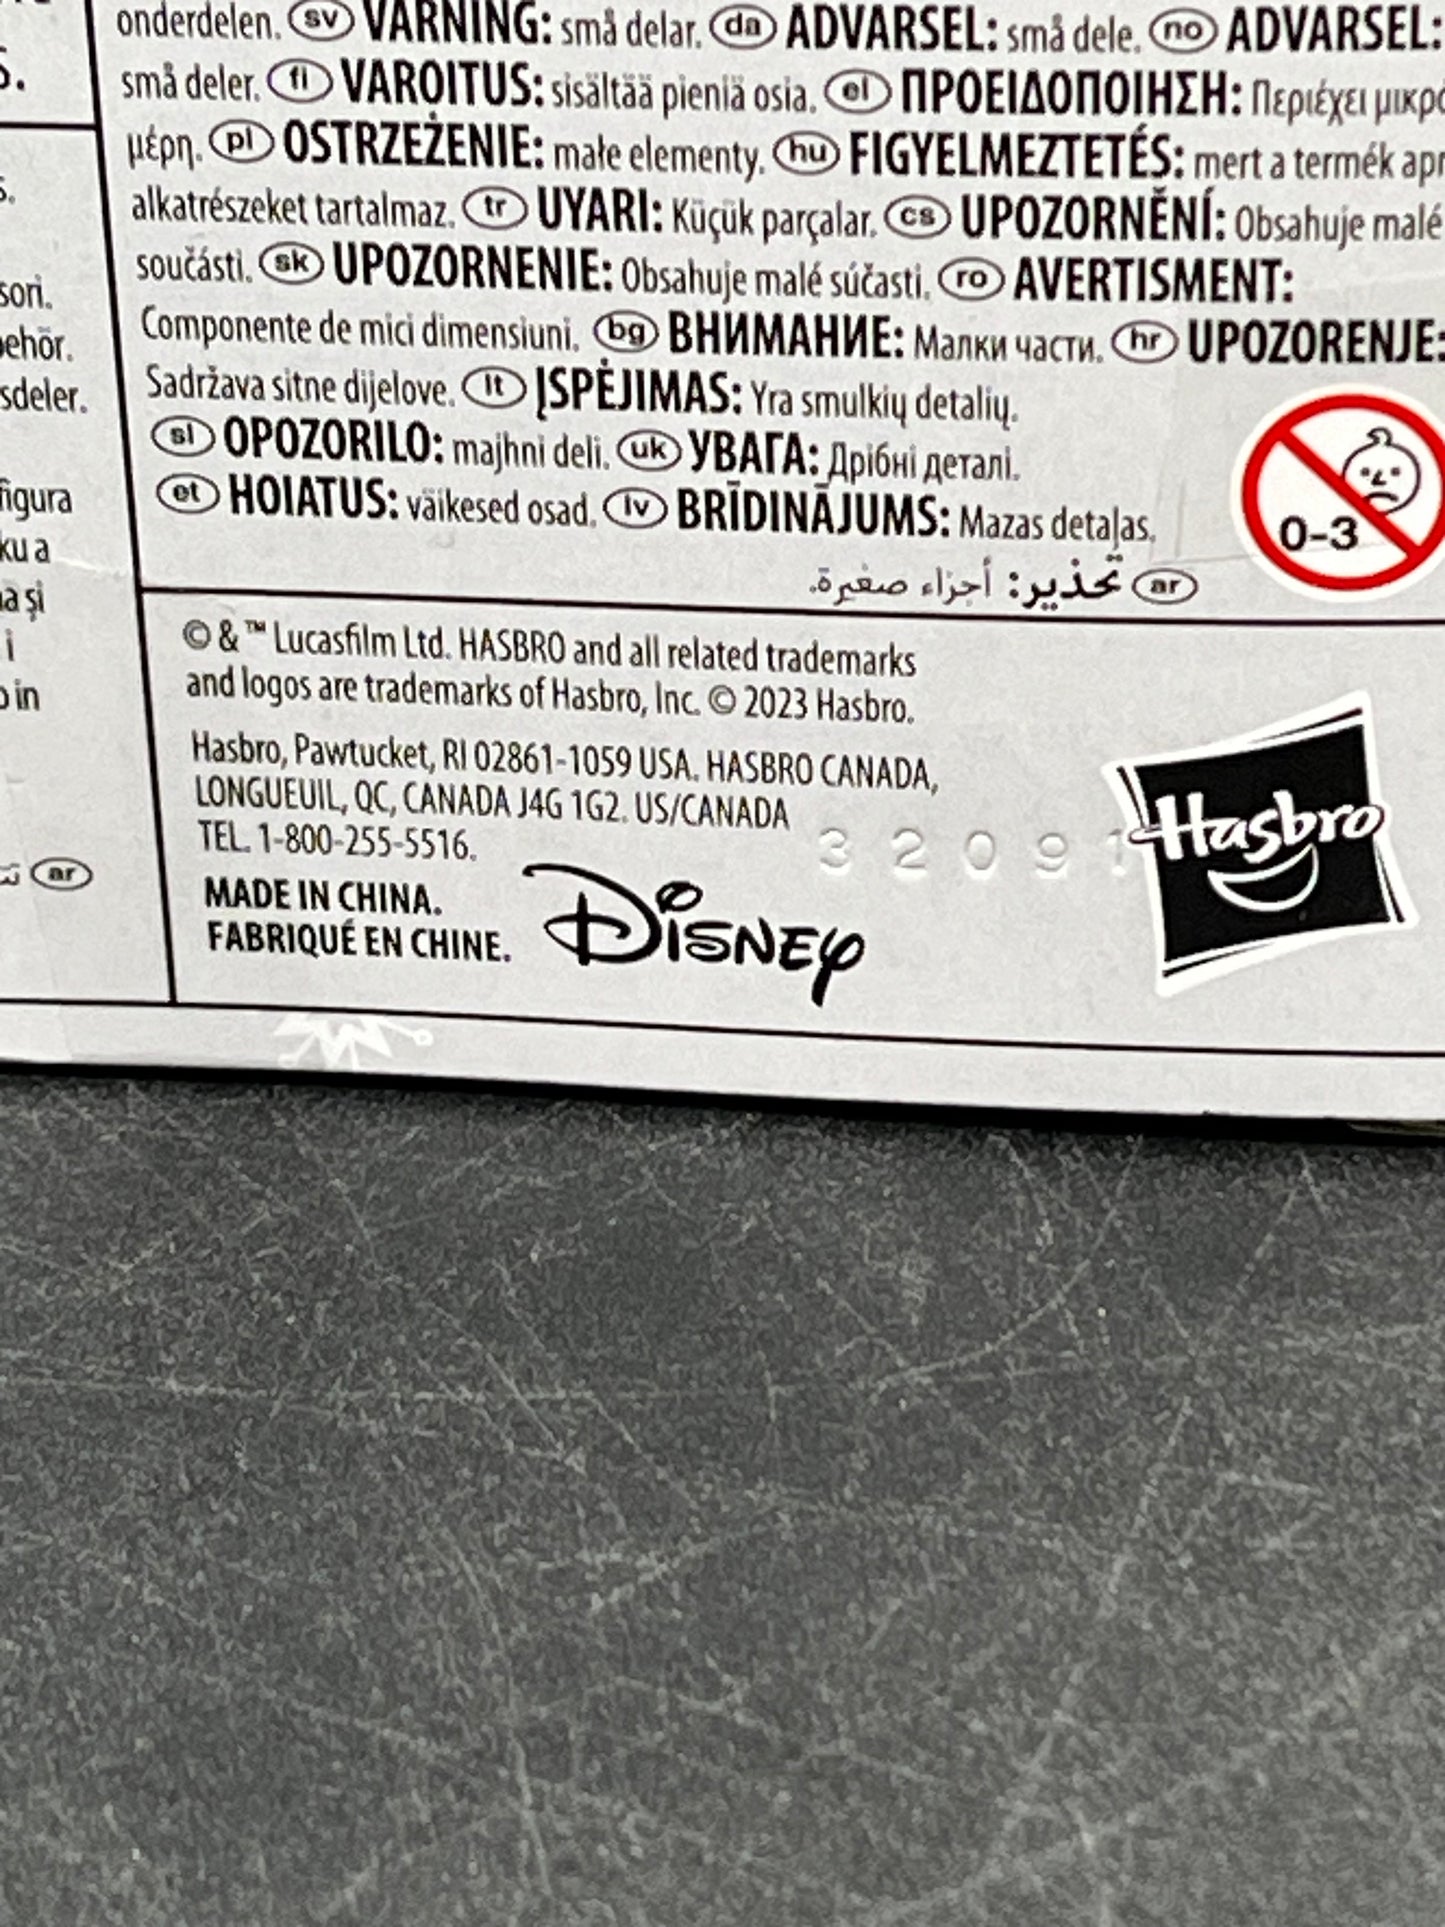 onderdelen. sv VARNING: små delar. da ADVARSEL: små dele. no ADVARSEL:
små deler. fi VAROITUS: sisältää pieniä osia. el ΠΡΟΕΙΔΟΠΟΙΗΣΗ: Περιέχει
μέρη. pl OSTRZEŻENIE: małe elementy. hu FIGYELMEZTETÉS: mert a termék
alkatrészeket tartalmaz. tr UYARI: Küçük parçalar. cs UPOZORNĚNÍ: Obsahuje malé
součásti. sk UPOZORNENIE: Obsahuje malé súčasti. ro AVERTISMENT:
Componente de mici dimensiuni. bg ВНИМАНИЕ: Малки части. hr UPOZORENJE:
Sadržava sitne dijelove. lt ĮSPĖJIMAS: Yra smulkių detalių.
sl OPOZORILO: majhni deli. uk УВАГА: Дрібні деталі.
et HOIATUS: väikesed osad. lv BRĪDINĀJUMS: Mazas detaļas.
ar تحذير: أجزاء صغيرة.
0-3
figura
ar
© & ™ Lucasfilm Ltd. HASBRO and all related trademarks
and logos are trademarks of Hasbro, Inc. © 2023 Hasbro.
Hasbro, Pawtucket, RI 02861-1059 USA. HASBRO CANADA,
LONGUEUIL, QC, CANADA J4G 1G2. US/CANADA
TEL. 1-800-255-5516.
3 2 0 9 1
MADE IN CHINA.
FABRIQUÉ EN CHINE.
Disney
Hasbro